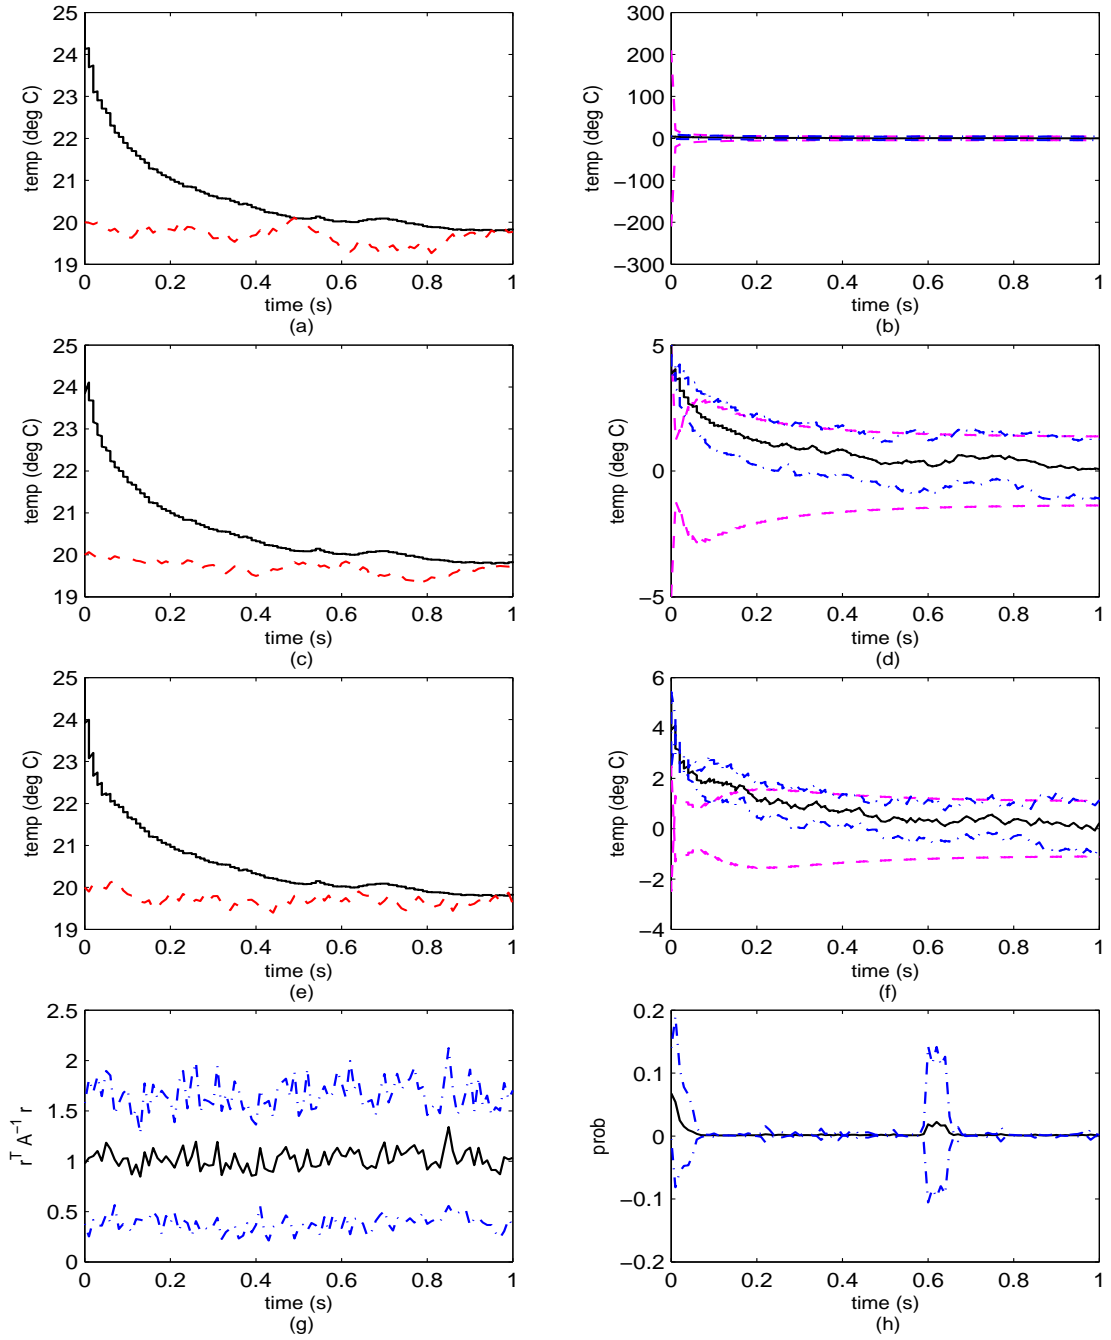 25
24
23
22
21
20
19
temp (deg C)
0 0.2 0.4 0.6 0.8 1
time (s)
(a)
300
200
100
0
−100
−200
−300
temp (deg C)
0 0.2 0.4 0.6 0.8 1
time (s)
(b)
25
24
23
22
21
20
19
temp (deg C)
0 0.2 0.4 0.6 0.8 1
time (s)
(c)
5
0
−5
temp (deg C)
0 0.2 0.4 0.6 0.8 1
time (s)
(d)
25
24
23
22
21
20
19
temp (deg C)
0 0.2 0.4 0.6 0.8 1
time (s)
(e)
6
4
2
0
−2
−4
temp (deg C)
0 0.2 0.4 0.6 0.8 1
time (s)
(f)
2.5
2
1.5
1
0.5
0
r^T A^−1 r
0 0.2 0.4 0.6 0.8 1
time (s)
(g)
0.2
0.1
0
−0.1
−0.2
prob
0 0.2 0.4 0.6 0.8 1
time (s)
(h)